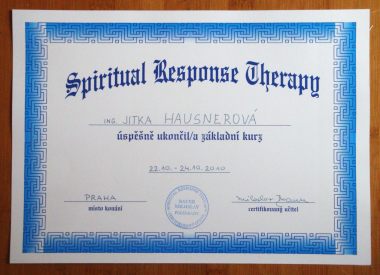 Spiritual Response Therapy
ING. JITKA HAUSNEROVÁ
úspěšně ukončil/a základní kurz
22.10. - 24.10.2010
PRAHA
místo konání
certifikovaný učitel